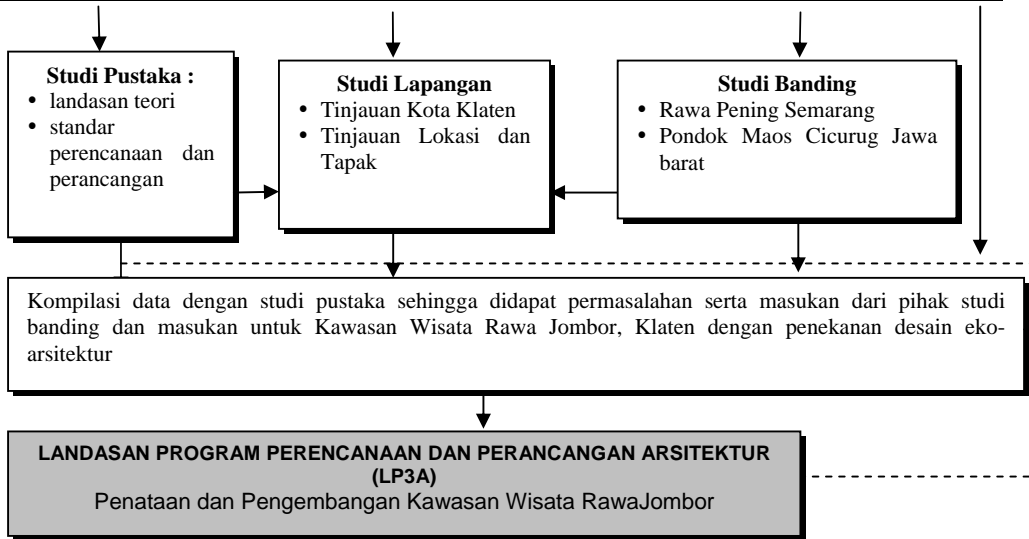 Studi Pustaka :
• landasan teori
• standar
perencanaan dan
perancangan
Studi Lapangan
• Tinjauan Kota Klaten
• Tinjauan Lokasi dan
Tapak
Studi Banding
• Rawa Pening Semarang
• Pondok Maos Cicurug Jawa
barat
Kompilasi data dengan studi pustaka sehingga didapat permasalahan serta masukan dari pihak studi
banding dan masukan untuk Kawasan Wisata Rawa Jombor, Klaten dengan penekanan desain eko-
arsitektur
LANDASAN PROGRAM PERENCANAAN DAN PERANCANGAN ARSITEKTUR
(LP3A)
Penataan dan Pengembangan Kawasan Wisata RawaJombor